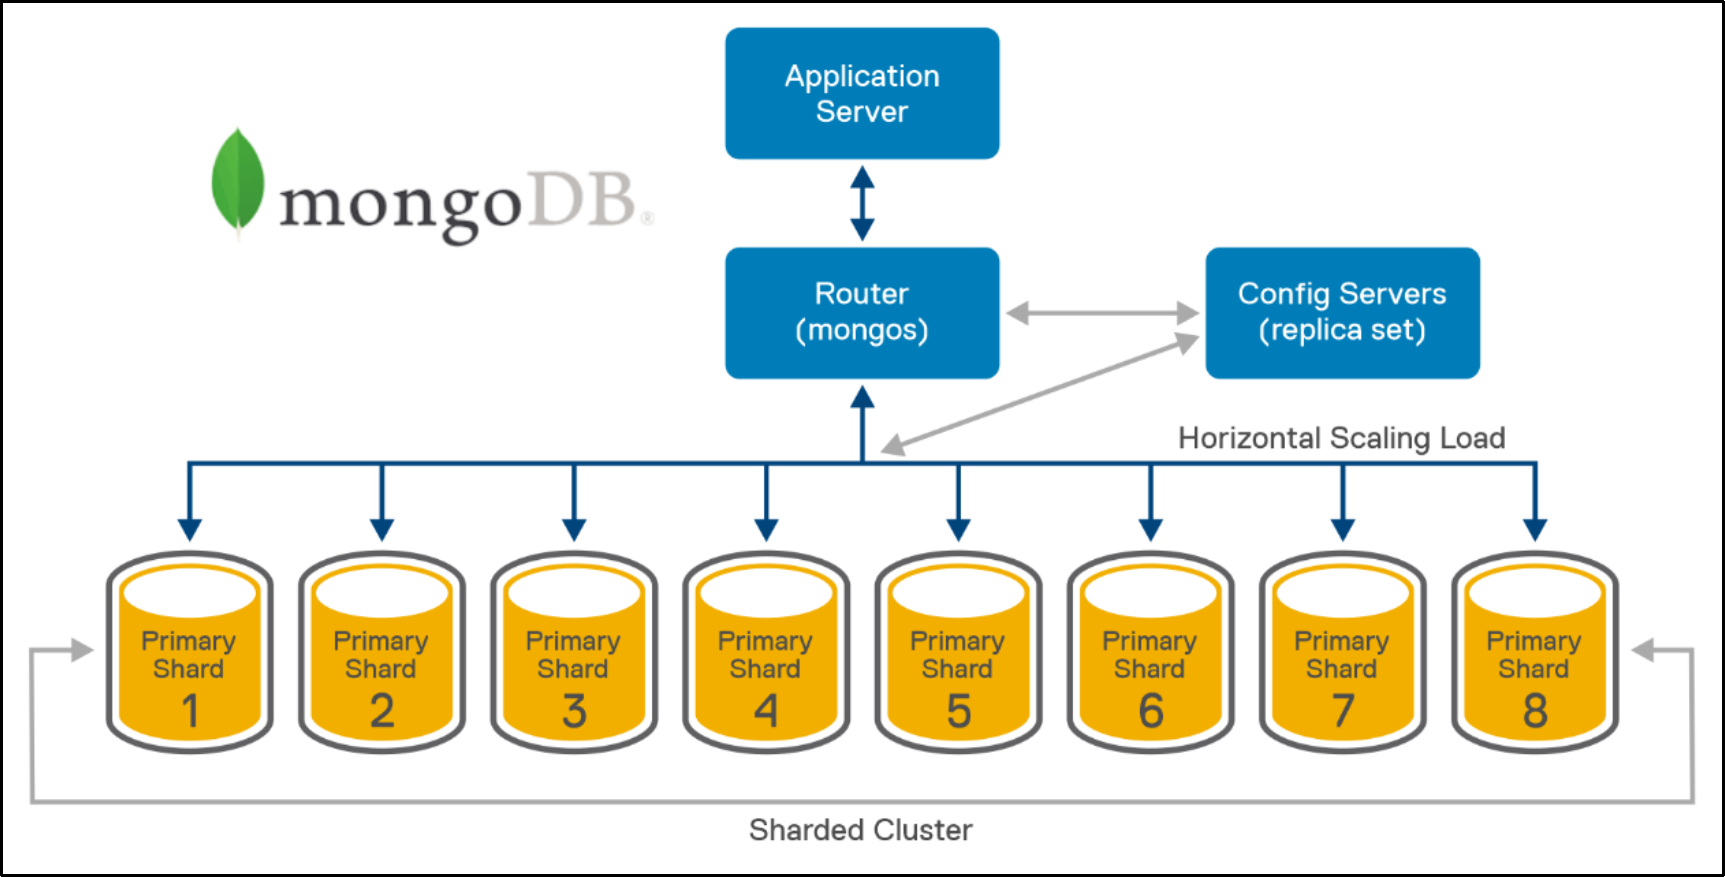 Application
Server
mongoDB®
Router
(mongos)
Config Servers
(replica set)
Horizontal Scaling Load
Primary
Shard
1
Primary
Shard
2
Primary
Shard
3
Primary
Shard
4
Primary
Shard
5
Primary
Shard
6
Primary
Shard
7
Primary
Shard
8
Sharded Cluster